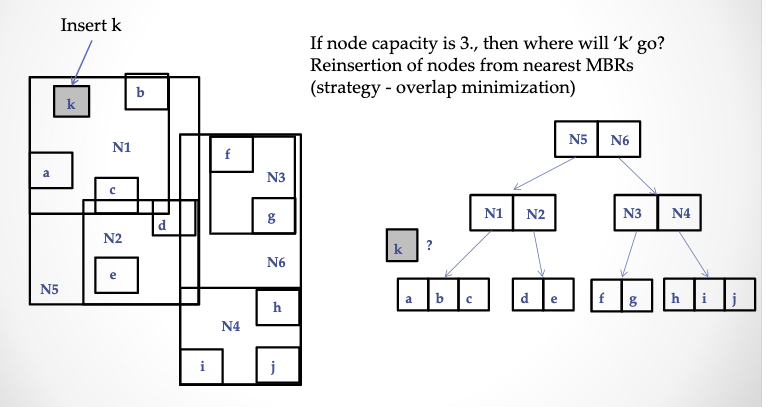 Insert k
If node capacity is 3., then where will ‘k’ go?
Reinsertion of nodes from nearest MBRs
(strategy - overlap minimization)
k
b
N1
a
c
d
N2
e
N5
f
N3
g
N6
h
N4
i
j
N5 N6
N1 N2
N3 N4
k ?
a b c
d e
f g
h i j